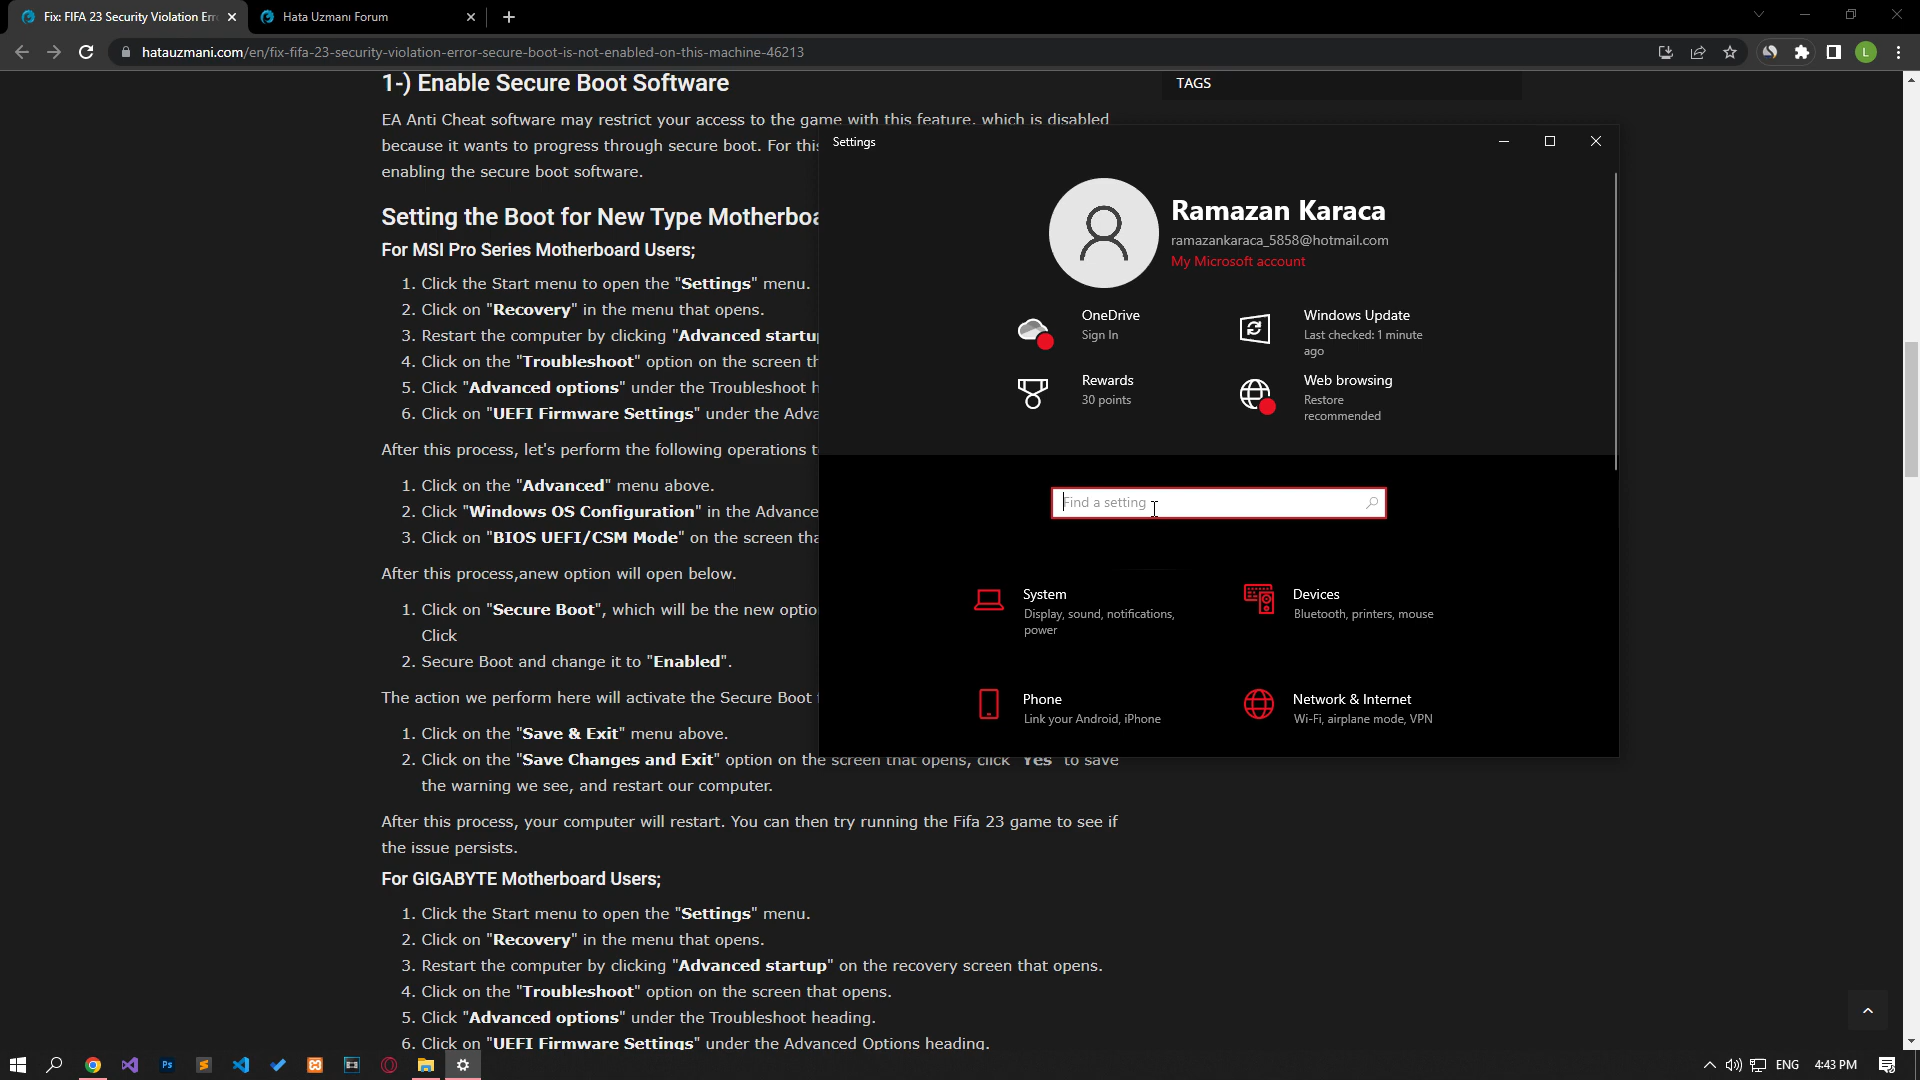 Fix: FIFA 23 Security Violation Err
Hata Uzmanı Forum
hatauzmani.com/en/fix-fifa-23-security-violation-error-secure-boot-is-not-enabled-on-this-machine-46213
L
1-) Enable Secure Boot Software
TAGS
EA Anti Cheat software may restrict your access to the game with this feature, which is disabled
because it wants to progress through secure boot. For this
enabling the secure boot software.
Setting the Boot for New Type Motherboa
For MSI Pro Series Motherboard Users;
1. Click the Start menu to open the "Settings" menu.
2. Click on "Recovery" in the menu that opens.
3. Restart the computer by clicking "Advanced startup
4. Click on the "Troubleshoot" option on the screen th
5. Click "Advanced options" under the Troubleshoot h
6. Click on "UEFI Firmware Settings" under the Adva
After this process, let's perform the following operations t
1. Click on the "Advanced" menu above.
2. Click "Windows OS Configuration" in the Advance
3. Click on "BIOS UEFI/CSM Mode" on the screen tha
After this process,anew option will open below.
1. Click on "Secure Boot", which will be the new optio
Click
2. Secure Boot and change it to "Enabled".
The action we perform here will activate the Secure Boot f
1. Click on the "Save & Exit" menu above.
2. Click on the "Save Changes and Exit" option on the screen that opens, click "Yes" to save
the warning we see, and restart our computer.
After this process, your computer will restart. You can then try running the Fifa 23 game to see if
the issue persists.
For GIGABYTE Motherboard Users;
1. Click the Start menu to open the "Settings" menu.
2. Click on "Recovery" in the menu that opens.
3. Restart the computer by clicking "Advanced startup" on the recovery screen that opens.
4. Click on the "Troubleshoot" option on the screen that opens.
5. Click "Advanced options" under the Troubleshoot heading.
6. Click on "UEFI Firmware Settings" under the Advanced Options heading.
Settings
Ramazan Karaca
ramazankaraca_5858@hotmail.com
My Microsoft account
OneDrive
Sign In
Windows Update
Last checked: 1 minute
ago
Rewards
30 points
Web browsing
Restore
recommended
Find a setting
System
Display, sound, notifications,
power
Devices
Bluetooth, printers, mouse
Phone
Link your Android, iPhone
Network & Internet
Wi-Fi, airplane mode, VPN
Ps
ENG
4:43 PM